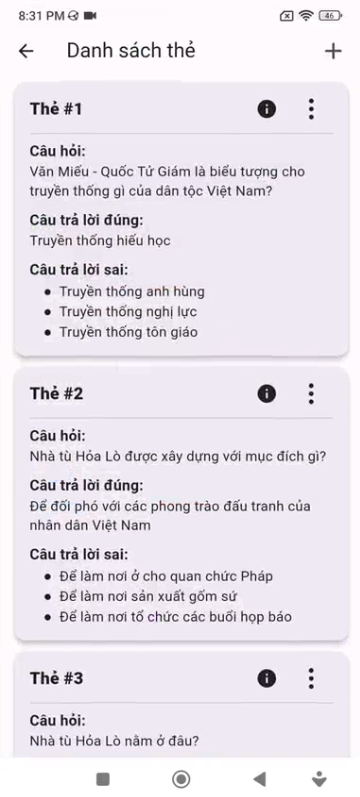 8:31 PM
46
Danh sách thẻ
Thẻ #1
Câu hỏi:
Văn Miếu - Quốc Tử Giám là biểu tượng cho
truyền thống gì của dân tộc Việt Nam?
Câu trả lời đúng:
Truyền thống hiếu học
Câu trả lời sai:
Truyền thống anh hùng
Truyền thống nghị lực
Truyền thống tôn giáo
Thẻ #2
Câu hỏi:
Nhà tù Hỏa Lò được xây dựng với mục đích gì?
Câu trả lời đúng:
Để đối phó với các phong trào đấu tranh của
nhân dân Việt Nam
Câu trả lời sai:
Để làm nơi ở cho quan chức Pháp
Để làm nơi sản xuất gốm sứ
Để làm nơi tổ chức các buổi họp báo
Thẻ #3
Câu hỏi:
Nhà tù Hỏa Lò nằm ở đâu?